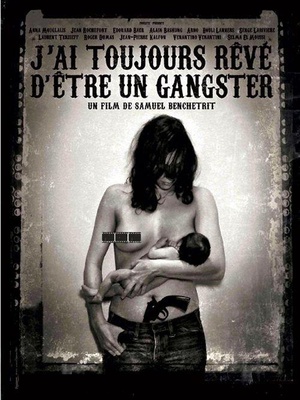 Anna Mouglalis Jean Rochefort Edouard Baer Alain Bashung Arno Bouli Lanners Serge Larivière
Laurent Terzieff Roger Dumas Jean-Pierre Kalfon Venantino Venantini Selma El Mouissi
J'AI TOUJOURS RÊVÉ
D'ÊTRE UN GANGSTER
UN FILM DE SAMUEL BENCHETRIT